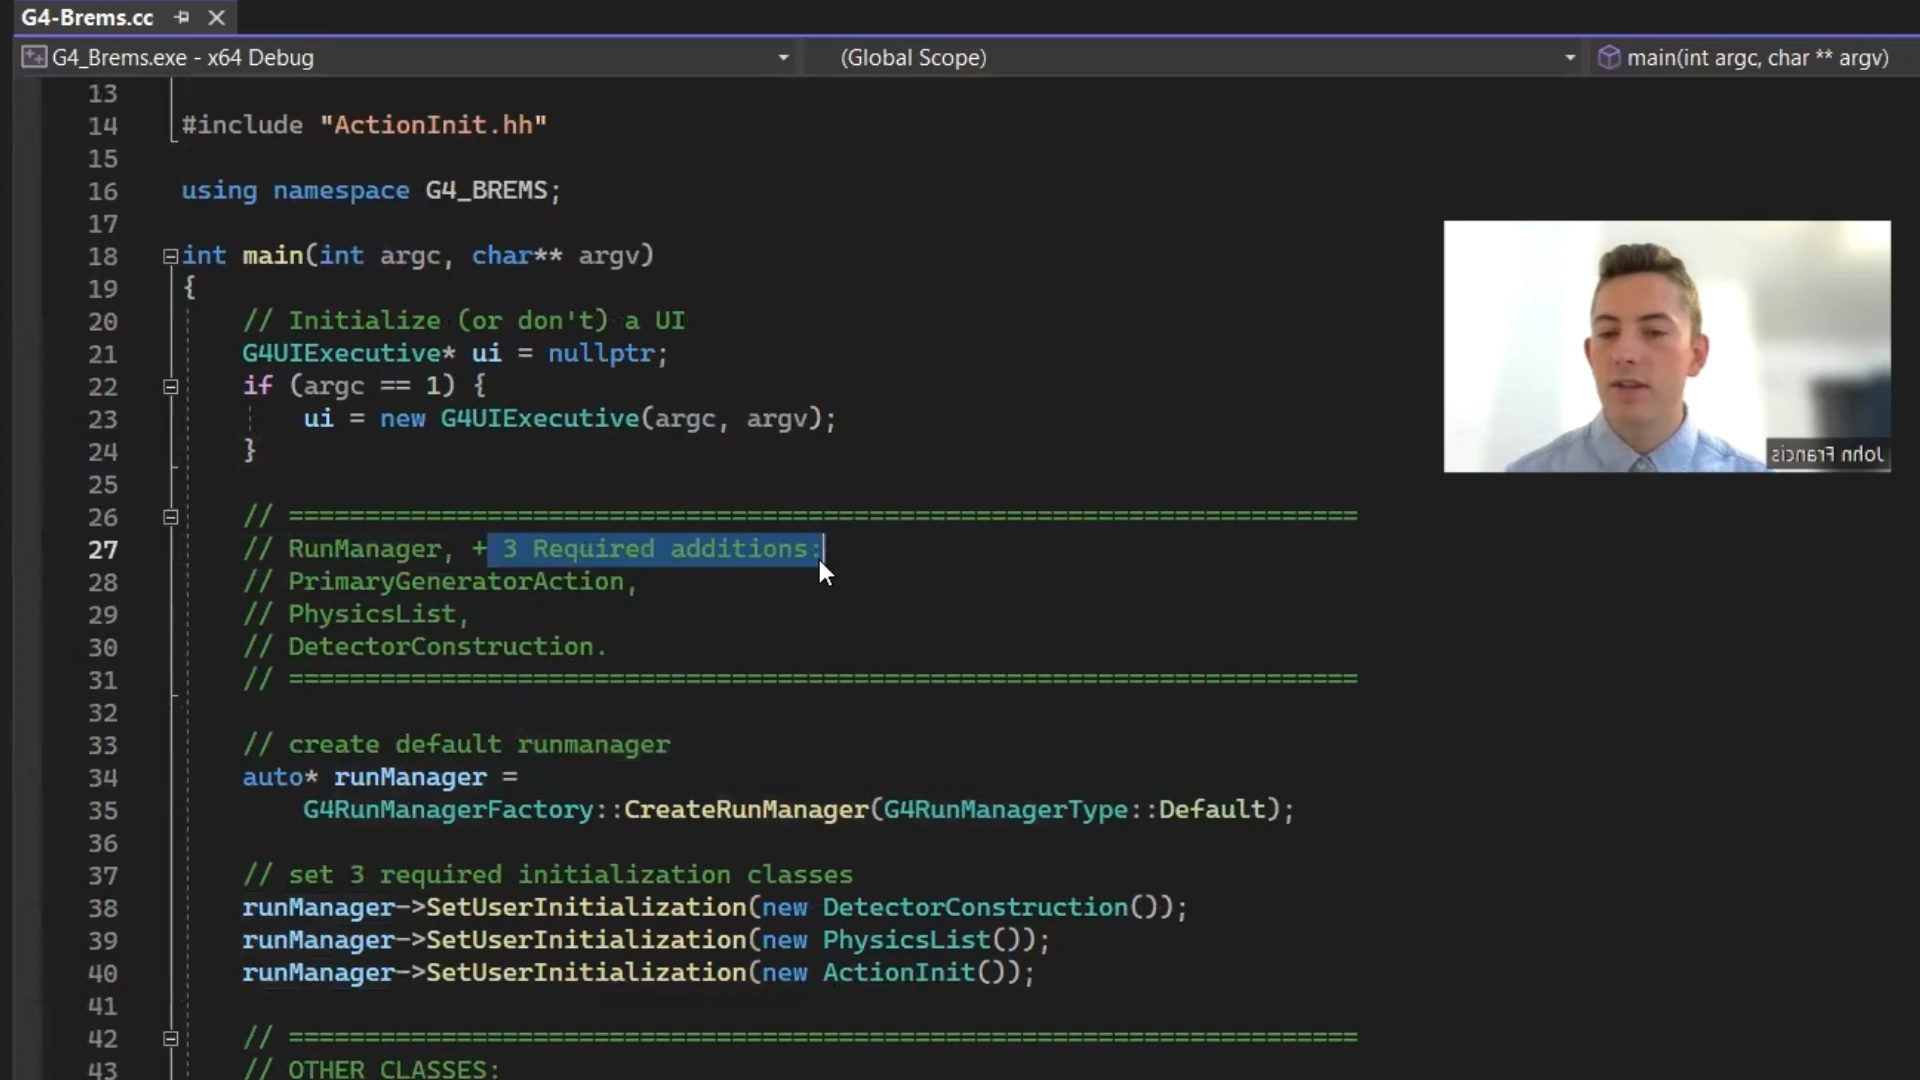 G4-Brems.cc
G4_Brems.exe - x64 Debug
(Global Scope)
main(int argc, char ** argv)
13
14 #include "ActionInit.hh"
15
16 using namespace G4_BREMS;
17
18 int main(int argc, char** argv)
19 {
20 // Initialize (or don't) a UI
21 G4UIExecutive* ui = nullptr;
22 if (argc == 1) {
23 ui = new G4UIExecutive(argc, argv);
24 }
25
26 // ======================================================================
27 // RunManager, + 3 Required additions:
28 // PrimaryGeneratorAction,
29 // PhysicsList,
30 // DetectorConstruction.
31 // ======================================================================
32
33 // create default runmanager
34 auto* runManager =
35 G4RunManagerFactory::CreateRunManager(G4RunManagerType::Default);
36
37 // set 3 required initialization classes
38 runManager->SetUserInitialization(new DetectorConstruction());
39 runManager->SetUserInitialization(new PhysicsList());
40 runManager->SetUserInitialization(new ActionInit());
41
42 // ======================================================================
43 // OTHER CLASSES:
John Francis